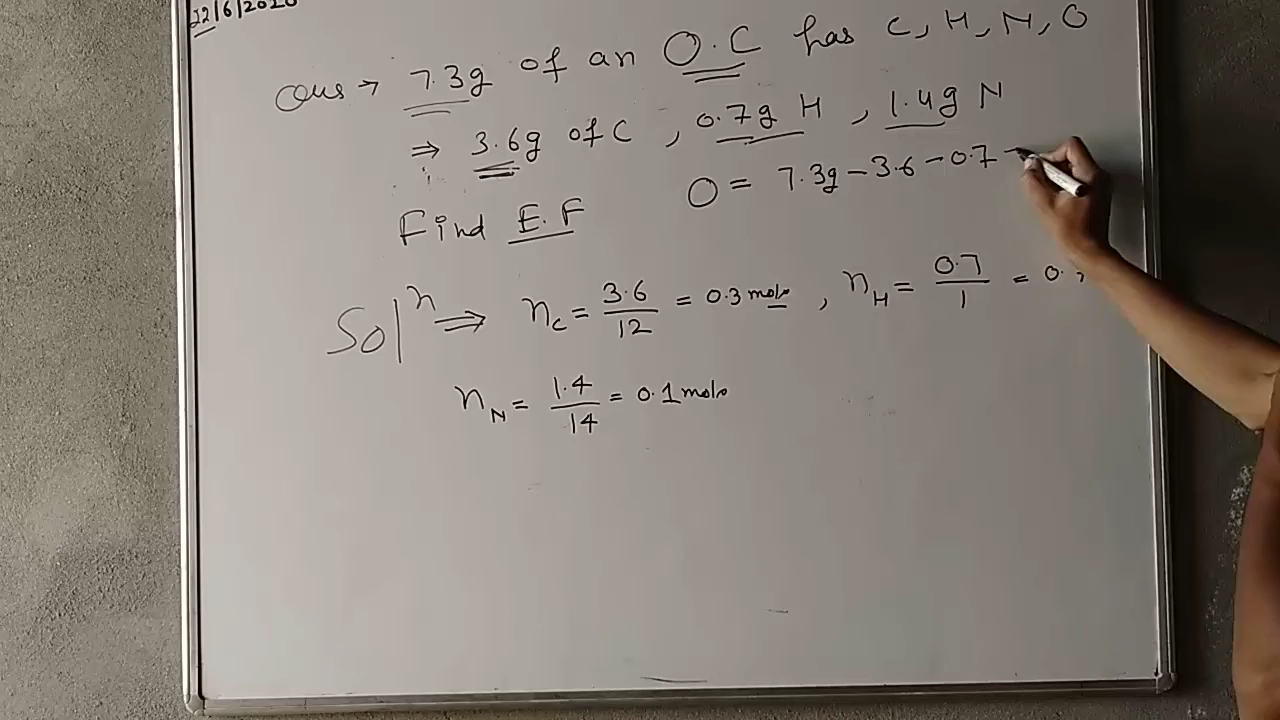 22/6/2020
Ques → 7.3g of an O.C has C, H, N, O
⇒ 3.6g of C, 0.7g H, 1.4g N
O = 7.3g - 3.6 - 0.7 -
Find E.F
Solⁿ ⇒ n_C = 3.6/12 = 0.3 mole, n_H = 0.7/1 = 0.7
n_N = 1.4/14 = 0.1 mole